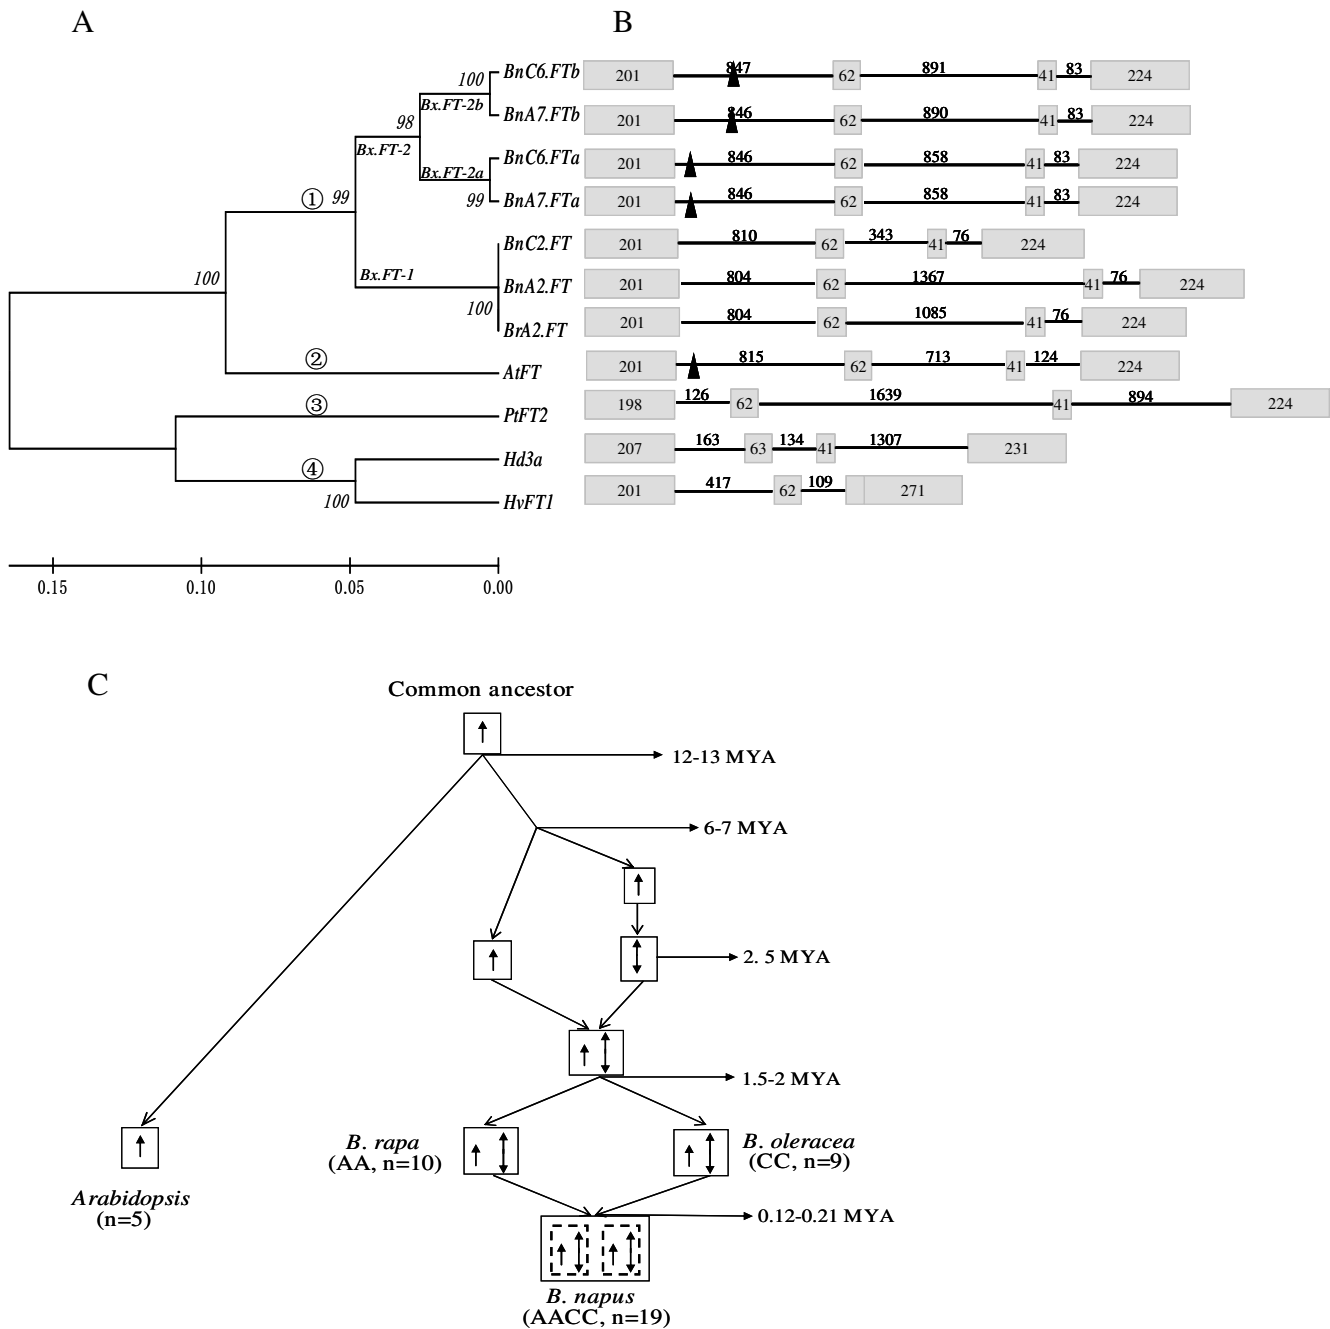 A B
100 BnC6.FTb 201 847 62 891 41 83 224
Bx.FT-2b
98 BnA7.FTb 201 846 62 890 41 83 224
Bx.FT-2
BnC6.FTa 201 846 62 858 41 83 224
Bx.FT-2a
① 99 99 BnA7.FTa 201 846 62 858 41 83 224
BnC2.FT 201 810 62 343 41 76 224
100 Bx.FT-1 BnA2.FT 201 804 62 1367 41 76 224
100
BrA2.FT 201 804 62 1085 41 76 224
② AtFT 201 815 62 713 41 124 224
③ PtFT2 198 126 62 1639 41 894 224
④ Hd3a 207 163 63 134 41 1307 231
100 HvFT1 201 417 62 109 271
0.15 0.10 0.05 0.00
C
Common ancestor
12-13 MYA
6-7 MYA
2. 5 MYA
1.5-2 MYA
B. rapa
(AA, n=10)
B. oleracea
(CC, n=9)
Arabidopsis
(n=5)
0.12-0.21 MYA
B. napus
(AACC, n=19)